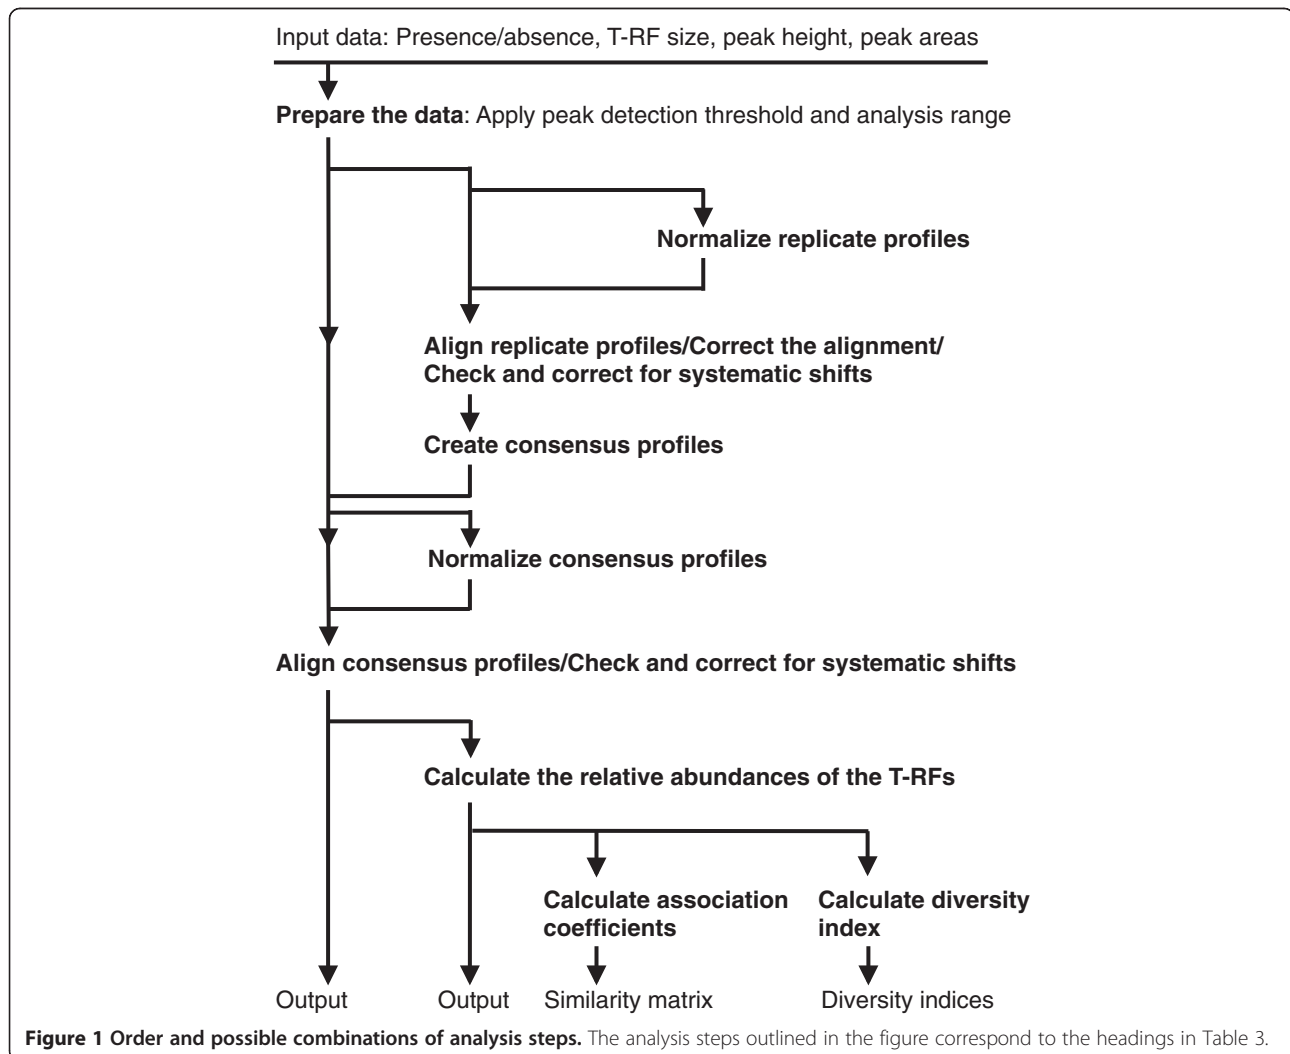 Input data: Presence/absence, T-RF size, peak height, peak areas
Prepare the data: Apply peak detection threshold and analysis range
Normalize replicate profiles
Align replicate profiles/Correct the alignment/
Check and correct for systematic shifts
Create consensus profiles
Normalize consensus profiles
Align consensus profiles/Check and correct for systematic shifts
Calculate the relative abundances of the T-RFs
Calculate association
coefficients
Calculate diversity
index
Output
Output
Similarity matrix
Diversity indices
Figure 1 Order and possible combinations of analysis steps. The analysis steps outlined in the figure correspond to the headings in Table 3.